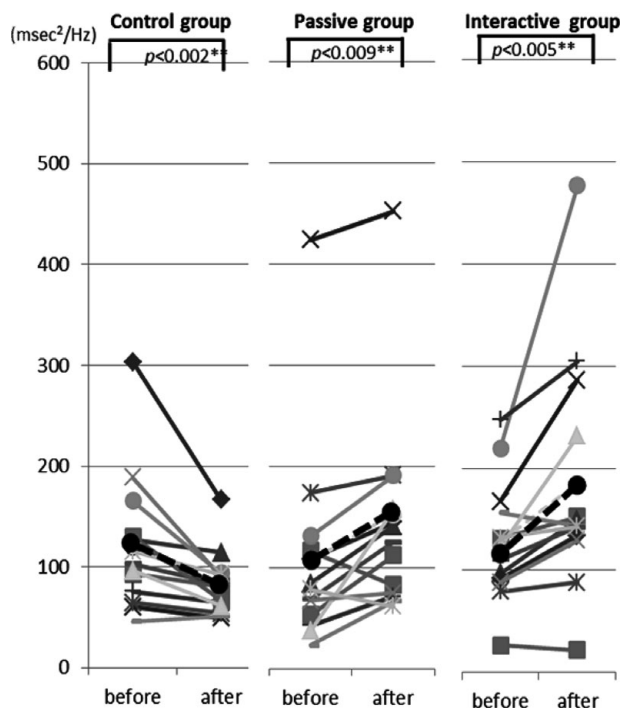 Control group Passive group Interactive group
(msec²/Hz)
p<0.002** p<0.009** p<0.005**
600
500
400
300
200
100
0
before after before after before after